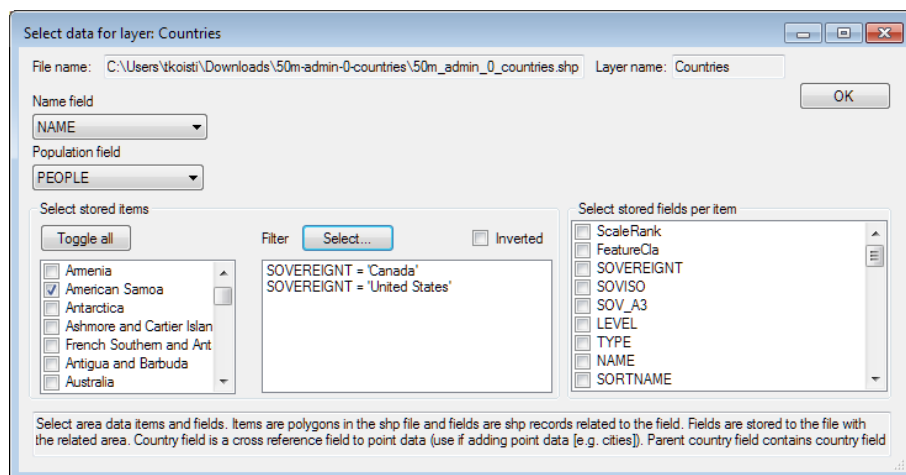 Select data for layer: Countries
File name: C:\Users\tkoisti\Downloads\50m-admin-0-countries\50m_admin_0_countries.shp Layer name: Countries
OK
Name field
NAME
Population field
PEOPLE
Select stored items
Toggle all Filter Select... Inverted
Armenia
American Samoa
Antarctica
Ashmore and Cartier Islan
French Southern and Ant
Antigua and Barbuda
Australia
SOVEREIGNT = 'Canada'
SOVEREIGNT = 'United States'
Select stored fields per item
ScaleRank
FeatureCla
SOVEREIGNT
SOVISO
SOV_A3
LEVEL
TYPE
NAME
SORTNAME
Select area data items and fields. Items are polygons in the shp file and fields are shp records related to the field. Fields are stored to the file with
the related area. Country field is a cross reference field to point data (use if adding point data [e.g. cities]). Parent country field contains country field